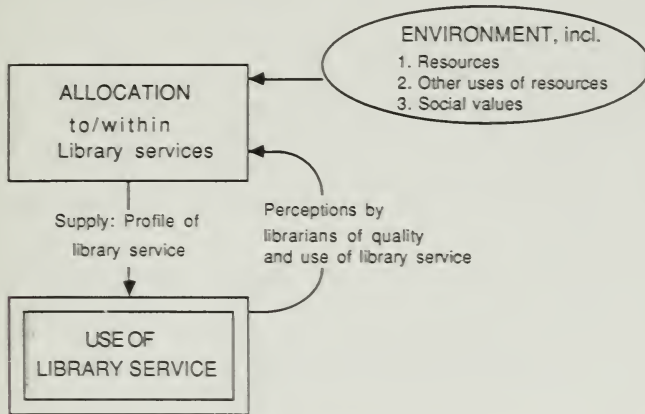 ENVIRONMENT, incl.
1. Resources
2. Other uses of resources
3. Social values
ALLOCATION
to/within
Library services
Supply: Profile of
library service
Perceptions by
librarians of quality
and use of library service
USE OF
LIBRARY SERVICE